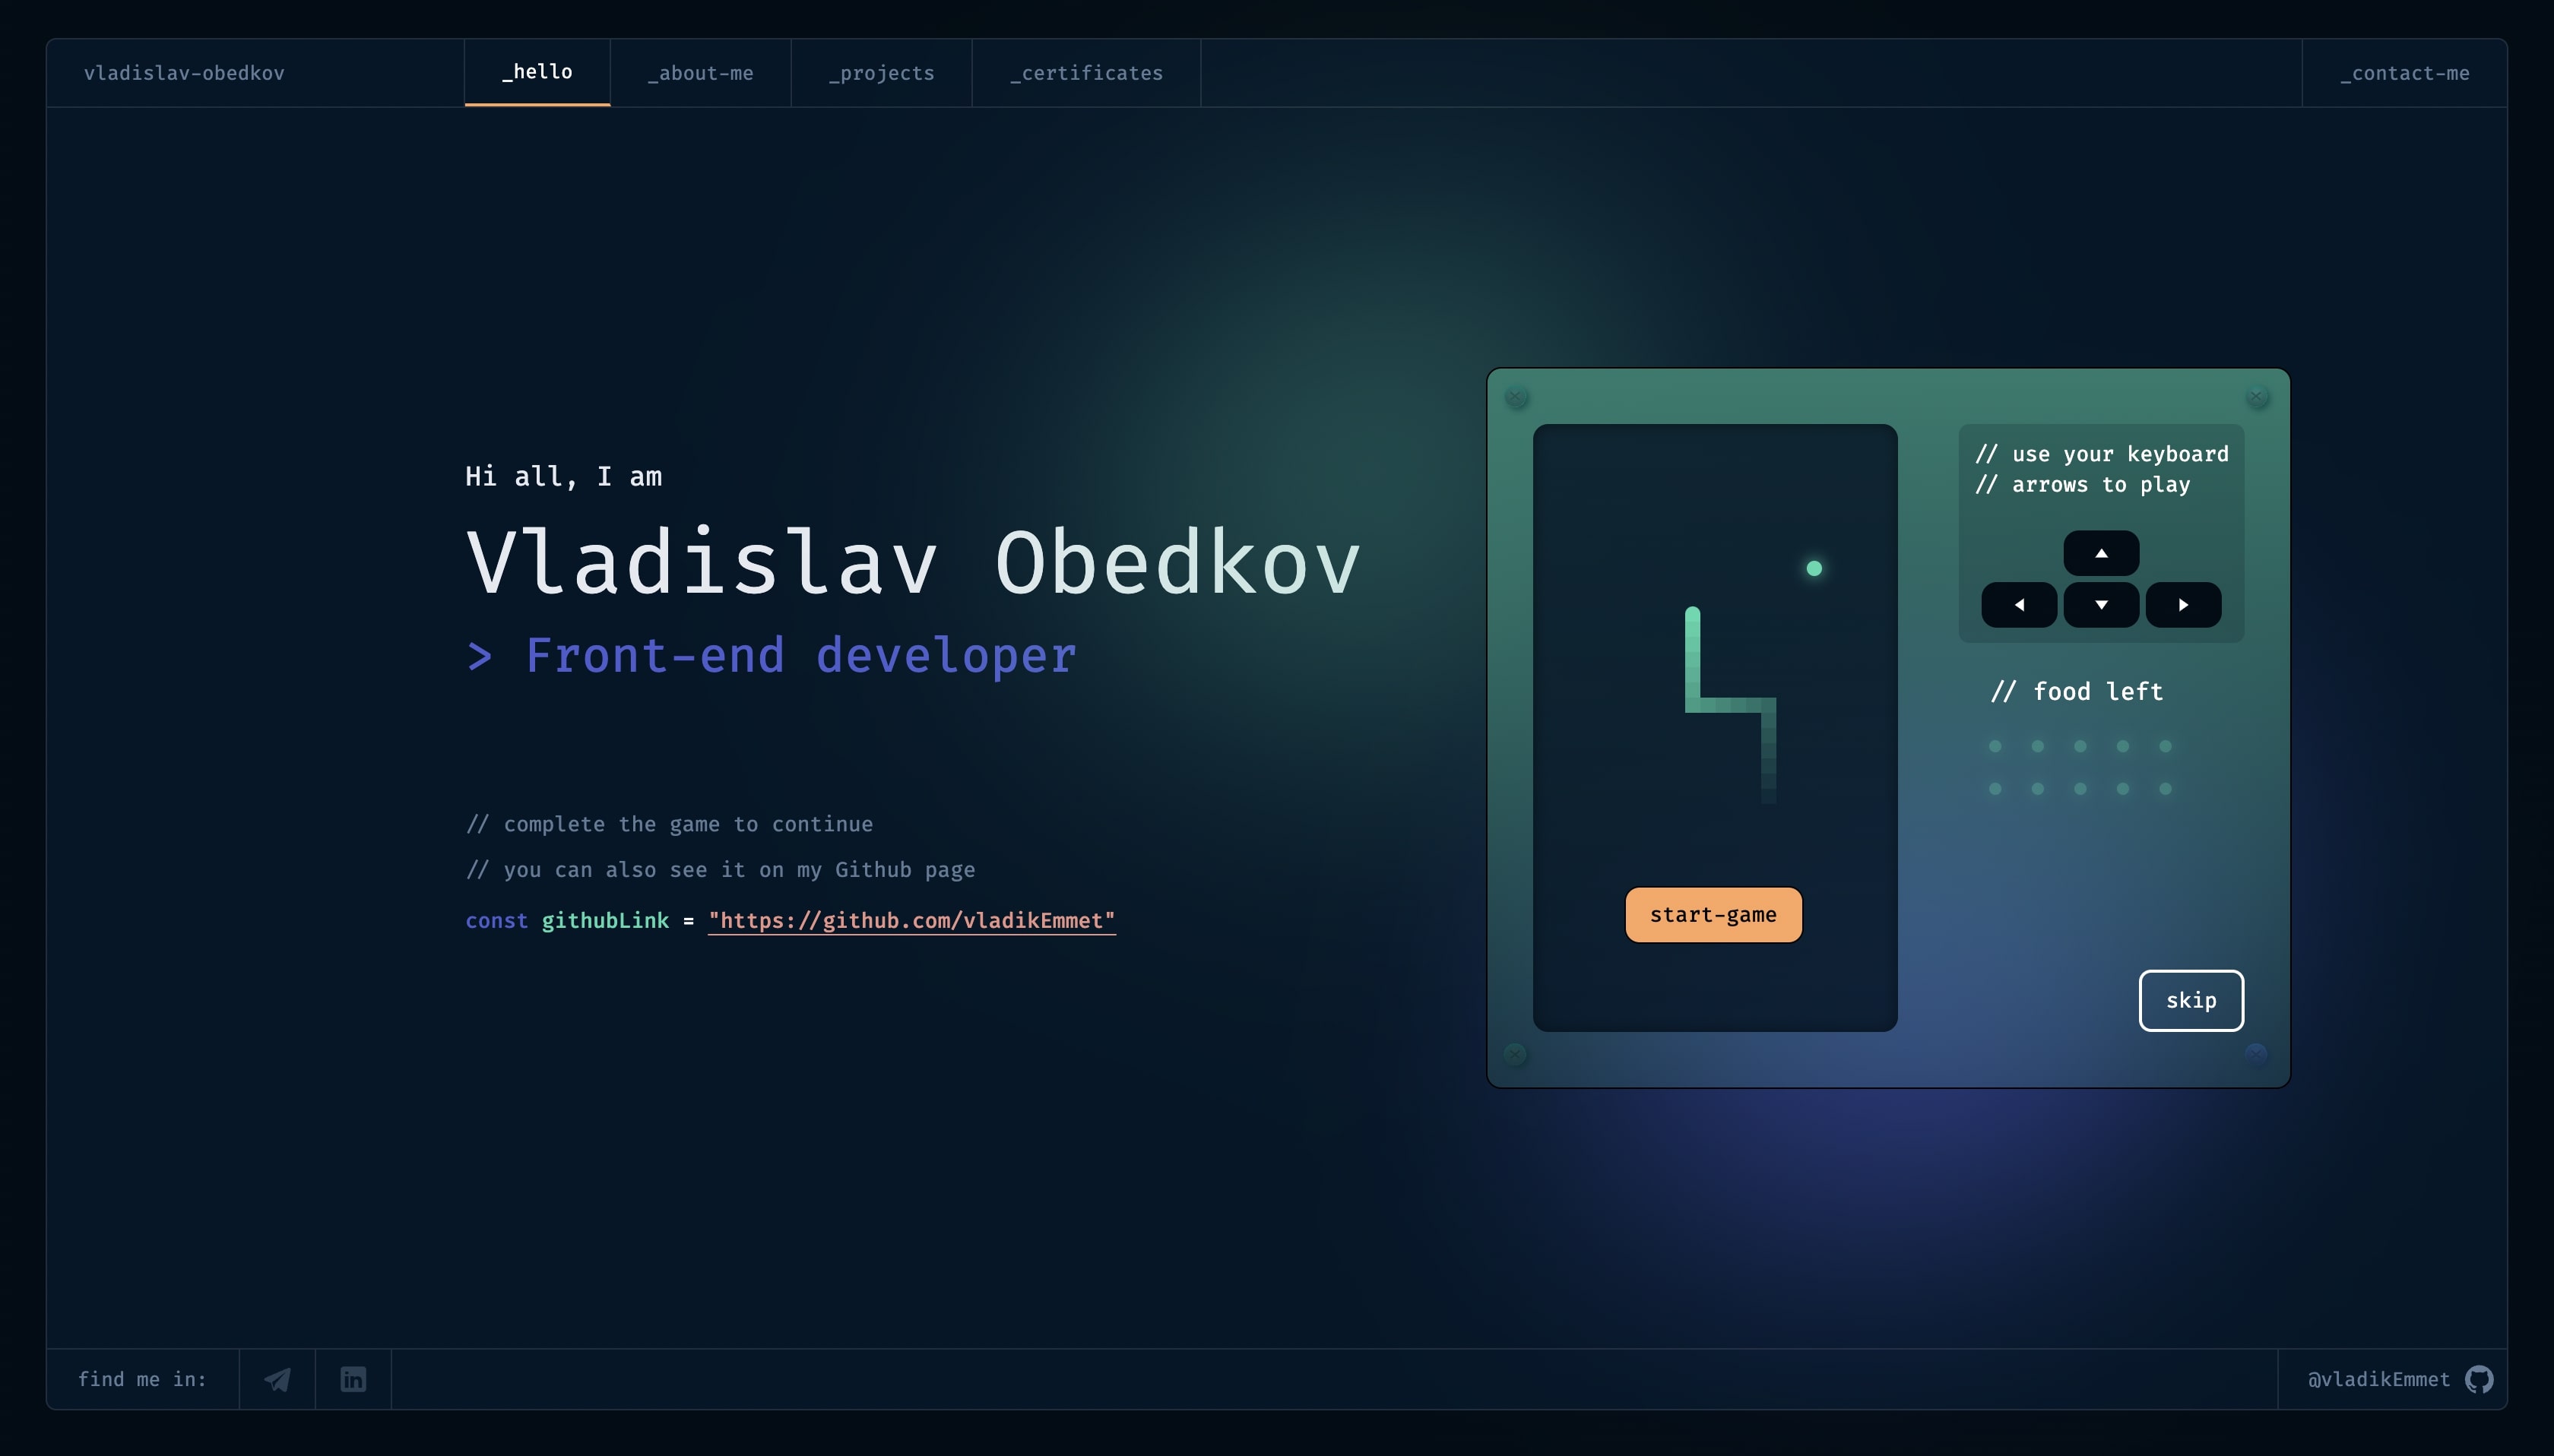 vladislav-obedkov
_hello
_about-me
_projects
_certificates
_contact-me
Hi all, I am
Vladislav Obedkov
> Front-end developer
// complete the game to continue
// you can also see it on my Github page
const githubLink = "https://github.com/vladikEmmet"
start-game
// use your keyboard
// arrows to play
// food left
skip
find me in:
in
@vladikEmmet